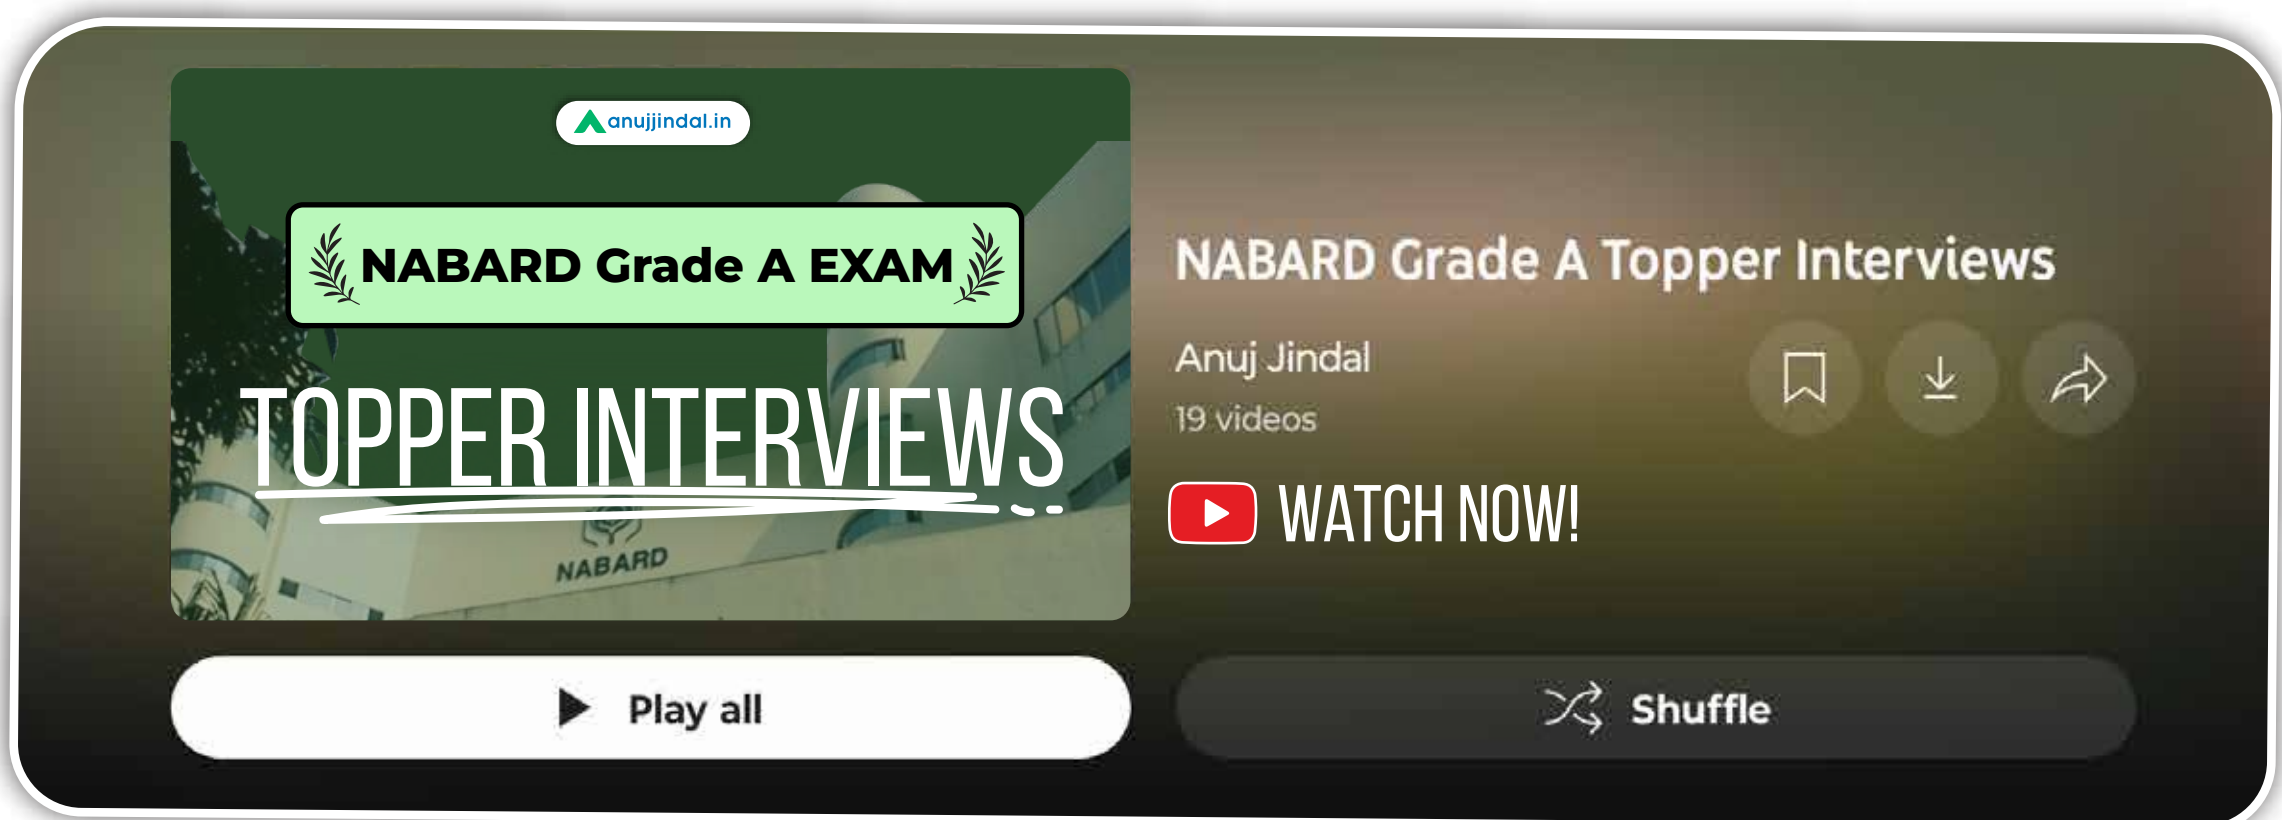 anujjindal.in
NABARD Grade A EXAM
TOPPER INTERVIEWS
NABARD
NABARD Grade A Topper Interviews
Anuj Jindal
19 videos
WATCH NOW!
Play all
Shuffle